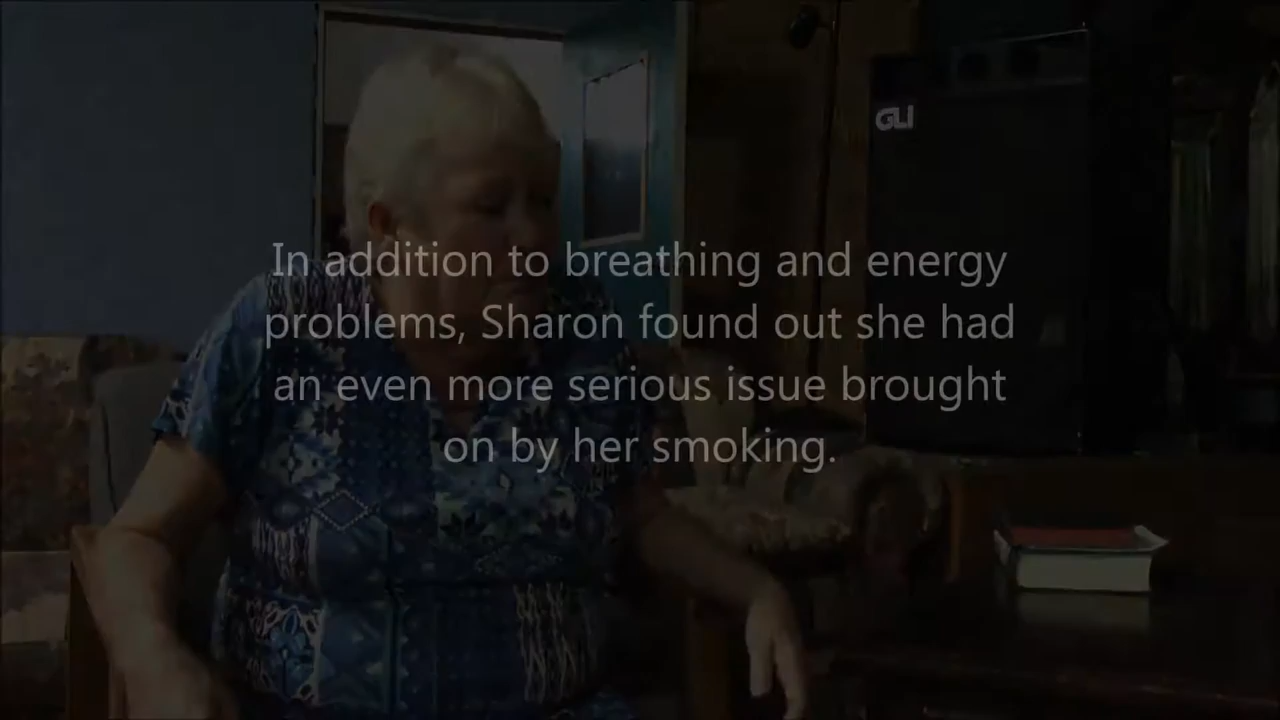 GLI
In addition to breathing and energy
problems, Sharon found out she had
an even more serious issue brought
on by her smoking.